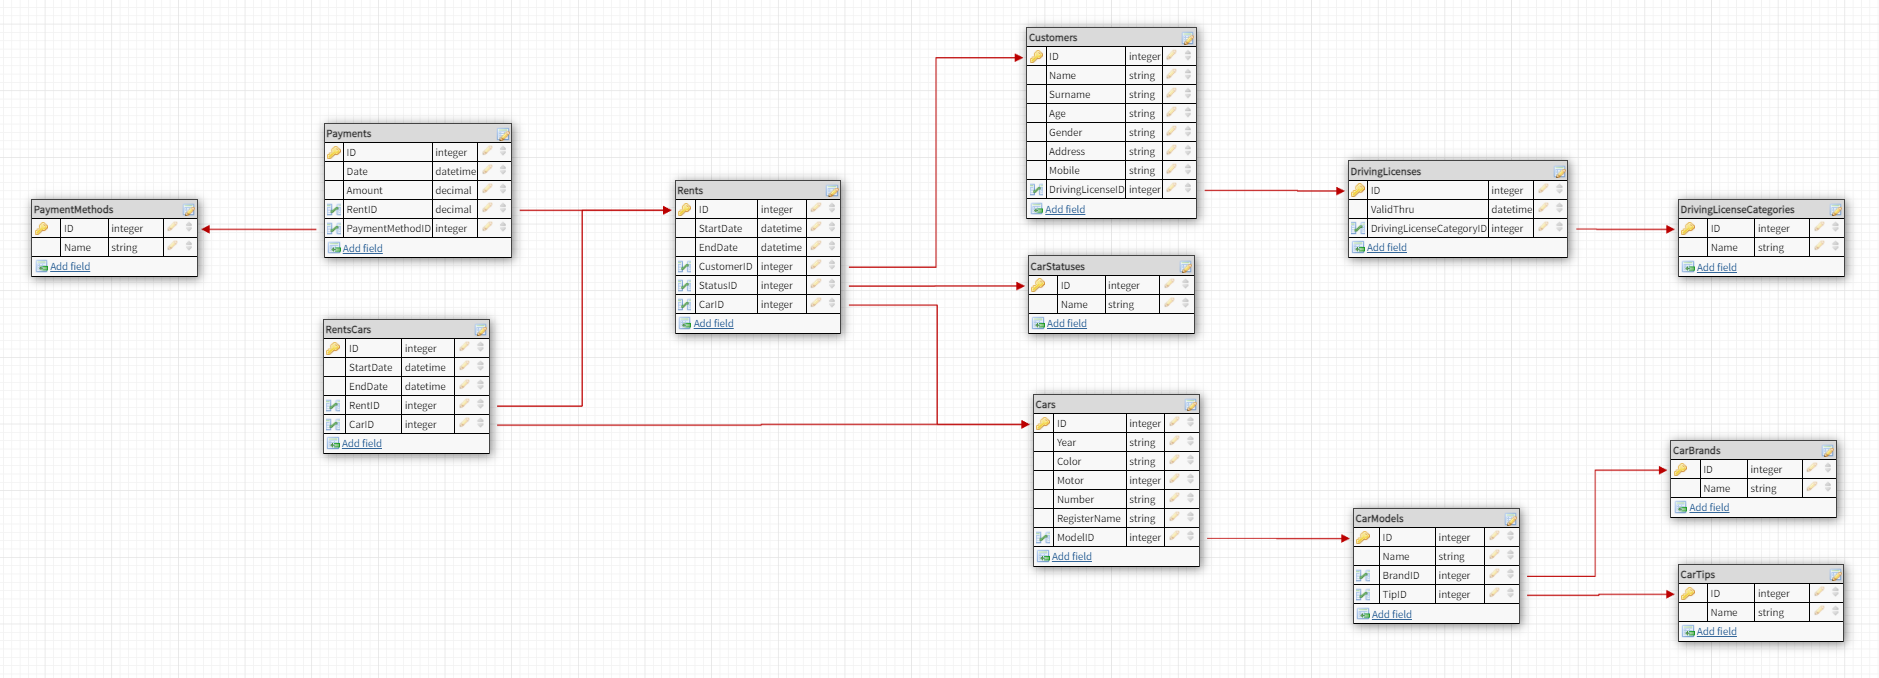 PaymentMethods
ID integer
Name string
Add field
Payments
ID integer
Date datetime
Amount decimal
RentID decimal
PaymentMethodID integer
Add field
RentsCars
ID integer
StartDate datetime
EndDate datetime
RentID integer
CarID integer
Add field
Rents
ID integer
StartDate datetime
EndDate datetime
CustomerID integer
StatusID integer
CarID integer
Add field
Customers
ID integer
Name string
Surname string
Age string
Gender string
Address string
Mobile string
DrivingLicenseID integer
Add field
CarStatuses
ID integer
Name string
Add field
Cars
ID integer
Year string
Color string
Motor integer
Number string
RegisterName string
ModelID integer
Add field
DrivingLicenses
ID integer
ValidThru datetime
DrivingLicenseCategoryID integer
Add field
DrivingLicenseCategories
ID integer
Name string
Add field
CarModels
ID integer
Name string
BrandID integer
TipID integer
Add field
CarBrands
ID integer
Name string
Add field
CarTips
ID integer
Name string
Add field